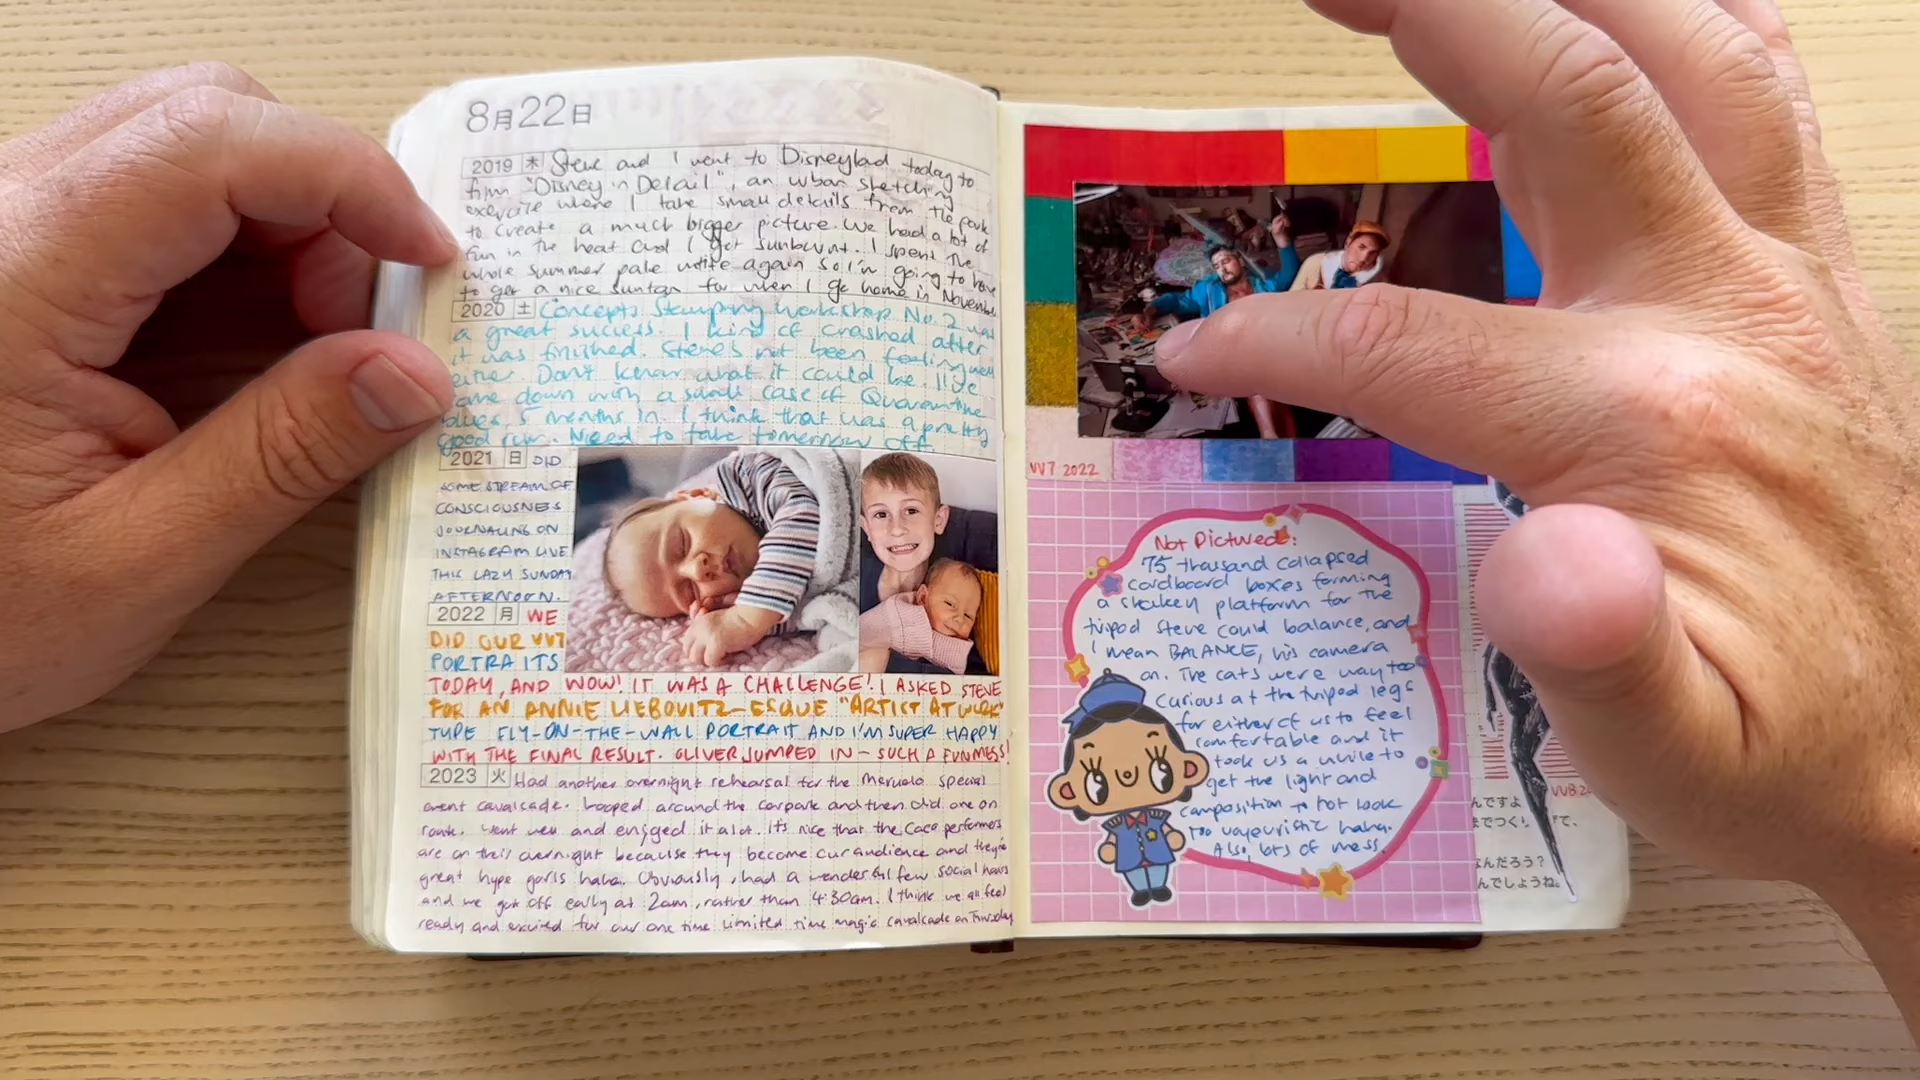 8月22日
2019 木 Steve and I went to Disneylad today to
film "Disney in Detail", an urban sketching
exercise where I take small details from the park
to create a much bigger picture. We had a lot of
fun in the heat and I got sunburnt. I spent the
whole summer pale white again so I'm going to have
to get a nice suntan for when I go home in November
2020 土 Concepts Stamping Workshop No. 2 was
a great success. I kind of crashed after
it was finished. Steve's not been feeling well
either. Don't know what it could be. I've
come down with a small case of Quarantine
blues, 5 months in. I think that was a pretty
good run. Need to take tomorrow off.
2021 日 DID
SOME STREAM OF
CONSCIOUSNESS
JOURNALING ON
INSTAGRAM LIVE
THIS LAZY SUNDAY
AFTERNOON.
2022 月 WE
DID OUR VV7
PORTRAITS
TODAY, AND WOW! IT WAS A CHALLENGE! I ASKED STEVE
FOR AN ANNIE LIEBOVITZ-ESQUE "ARTIST AT WORK"
TYPE FLY-ON-THE-WALL PORTRAIT AND I'M SUPER HAPPY
WITH THE FINAL RESULT. OLIVER JUMPED IN - SUCH A FUN MESS!
2023 火 Had another overnight rehearsal for the special
event cavalcade. Looped around the carpark and then did one on
route. Went well and enjoyed it a lot. It's nice that the Caca performers
are on their overnight because they become our audience and they're
great hype gorls haha. Obviously, had a wonderful few social hours
and we got off early at 2am, rather than 4:30am. I think we all feel
ready and excited for our one time limited time magic cavalcade on Thursday
VV7 2022
Not Pictured:
75 thousand collapsed
cardboard boxes forming
a shakey platform for the
tripod Steve could balance, and
I mean BALANCE, his camera
on. The cats were way too
curious at the tripod legs
for either of us to feel
comfortable and it
took us a while to
get the light and
composition to not look
too voyeuristic haha.
Also, lots of mess.
んですよ
VV8
までつく
て、
なんだろう?
んでしょうね。